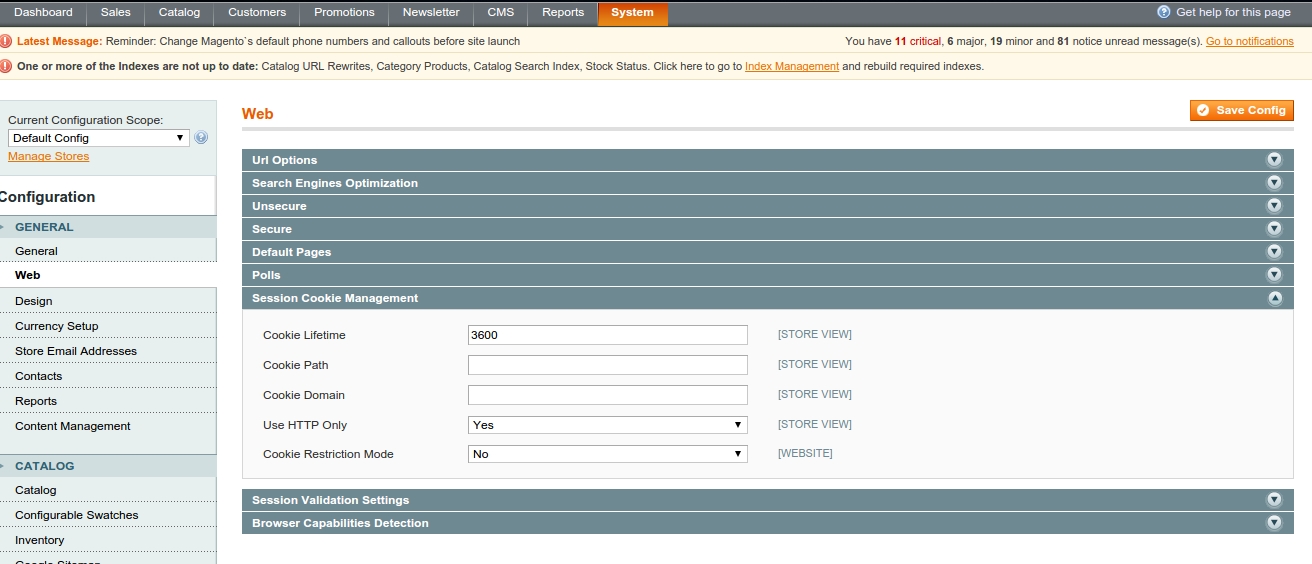 Dashboard Sales Catalog Customers Promotions Newsletter CMS Reports System Get help for this page
Latest Message: Reminder: Change Magento`s default phone numbers and callouts before site launch You have 11 critical, 6 major, 19 minor and 81 notice unread message(s). Go to notifications
One or more of the Indexes are not up to date: Catalog URL Rewrites, Category Products, Catalog Search Index, Stock Status. Click here to go to Index Management and rebuild required indexes.
Current Configuration Scope:
Default Config
Manage Stores
Configuration
GENERAL
General
Web
Design
Currency Setup
Store Email Addresses
Contacts
Reports
Content Management
CATALOG
Catalog
Configurable Swatches
Inventory
Google Sitemap
Web Save Config
Url Options
Search Engines Optimization
Unsecure
Secure
Default Pages
Polls
Session Cookie Management
Cookie Lifetime 3600 [STORE VIEW]
Cookie Path [STORE VIEW]
Cookie Domain [STORE VIEW]
Use HTTP Only Yes [STORE VIEW]
Cookie Restriction Mode No [WEBSITE]
Session Validation Settings
Browser Capabilities Detection